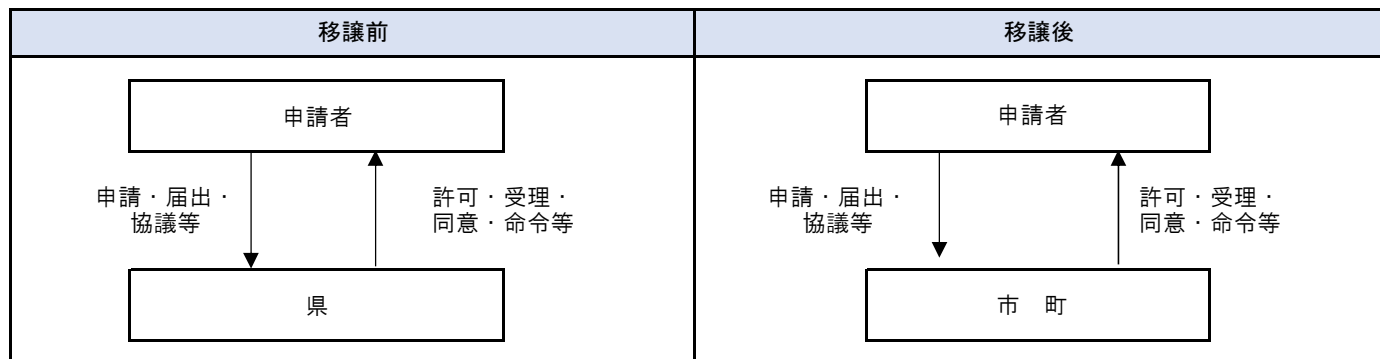 移譲前
申請者
申請・届出・
協議等
許可・受理・
同意・命令等
県
移譲後
申請者
申請・届出・
協議等
許可・受理・
同意・命令等
市　町